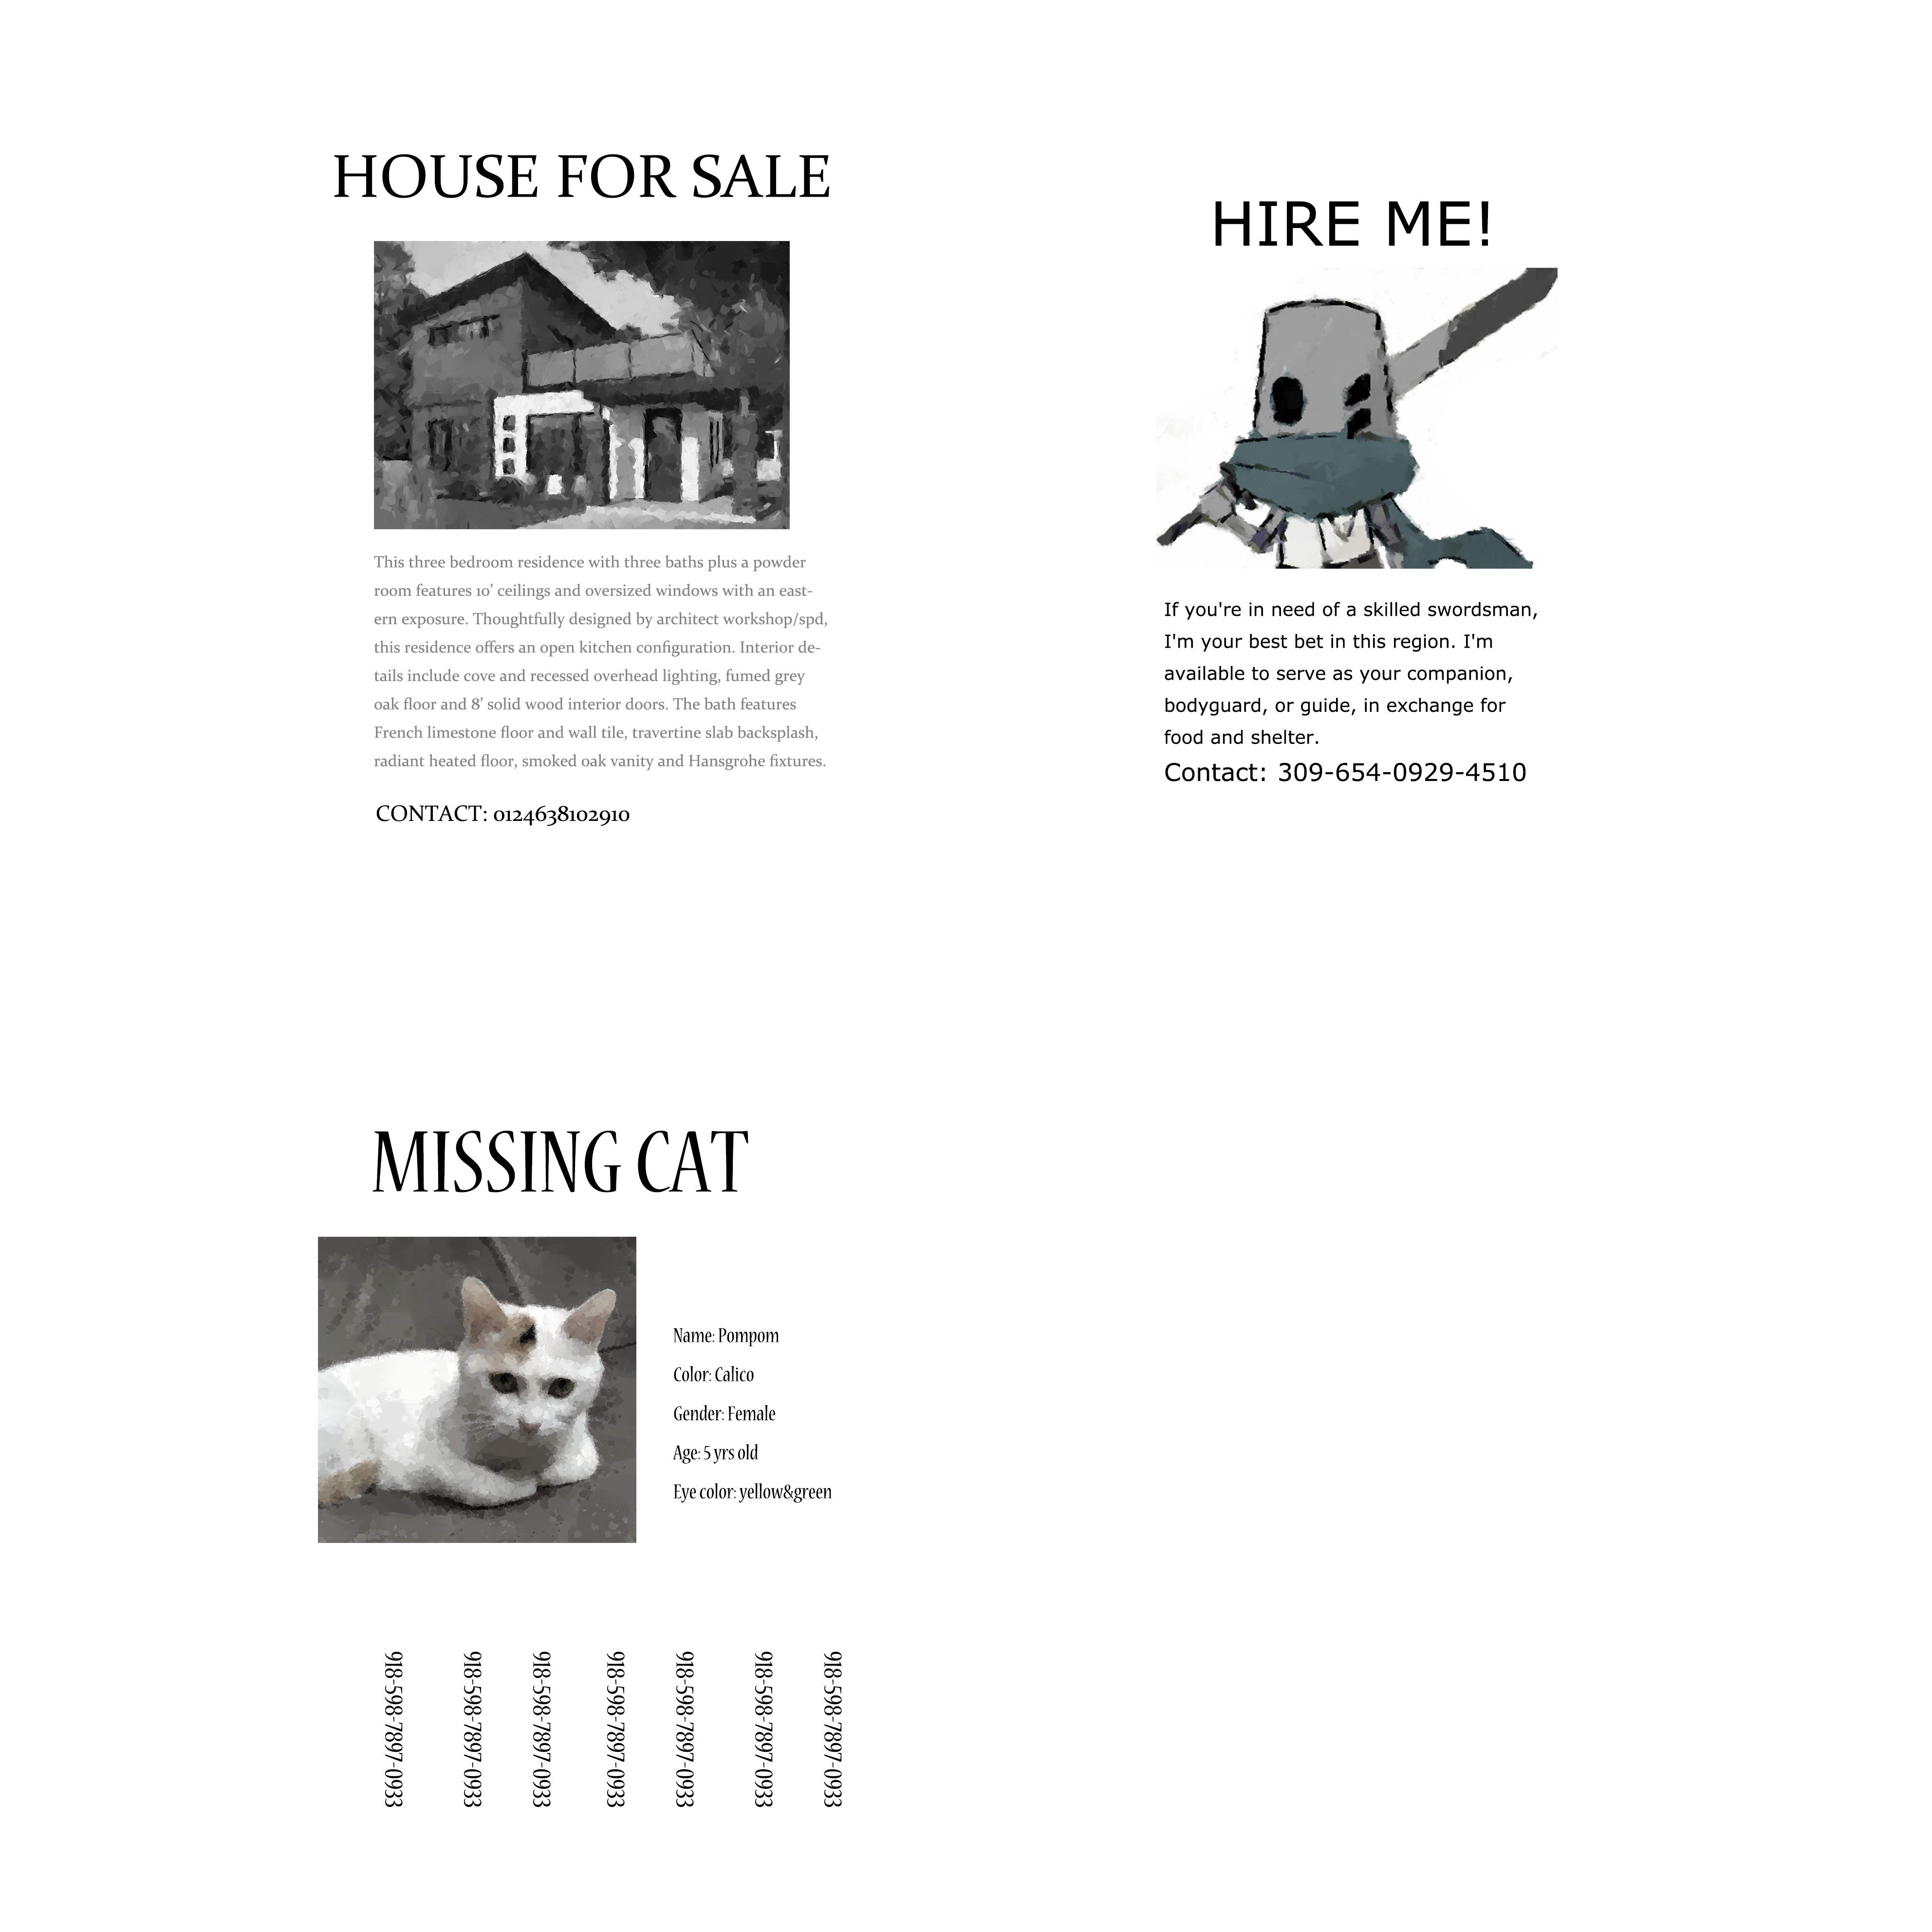 HOUSE FOR SALE
This three bedroom residence with three baths plus a powder
room features 10’ ceilings and oversized windows with an east-
ern exposure. Thoughtfully designed by architect workshop/spd,
this residence offers an open kitchen configuration. Interior de-
tails include cove and recessed overhead lighting, fumed grey
oak floor and 8’ solid wood interior doors. The bath features
French limestone floor and wall tile, travertine slab backsplash,
radiant heated floor, smoked oak vanity and Hansgrohe fixtures.
CONTACT: 0124638102910
HIRE ME!
If you're in need of a skilled swordsman,
I'm your best bet in this region. I'm
available to serve as your companion,
bodyguard, or guide, in exchange for
food and shelter.
Contact: 309-654-0929-4510
MISSING CAT
Name: Pompom
Color: Calico
Gender: Female
Age: 5 yrs old
Eye color: yellow&green
918-598-7897-0933
918-598-7897-0933
918-598-7897-0933
918-598-7897-0933
918-598-7897-0933
918-598-7897-0933
918-598-7897-0933